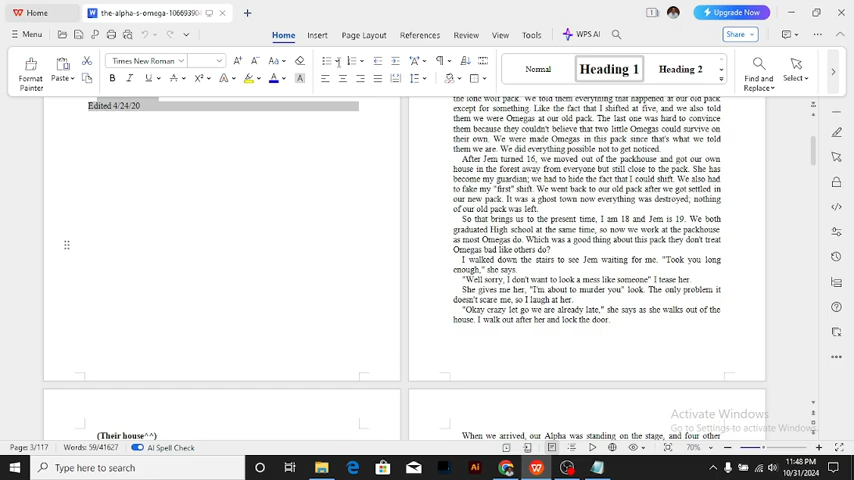 Home
the-alpha-s-omega-106693904
Upgrade Now
Menu
Home
Insert
Page Layout
References
Review
View
Tools
WPS AI
Share
Format
Painter
Paste
Times New Roman
Normal
Heading 1
Heading 2
Find and
Replace
Select
Edited 4/24/20
the lone wolf pack. We told them everything that happened at our old pack
except for something. Like the fact that I shifted at five, and we also told
them we were Omegas at our old pack. The last one was hard to convince
them because they couldn't believe that two little Omegas could survive on
their own. We were made Omegas in this pack since that's what we told
them we are. We did everything possible not to get noticed.
After Jem turned 16, we moved out of the packhouse and got our own
house in the forest away from everyone but still close to the pack. She has
become my guardian; we had to hide the fact that I could shift. We also had
to fake my "first" shift. We went back to our old pack after we got settled in
our new pack. It was a ghost town now everything was destroyed; nothing
of our old pack was left.
So that brings us to the present time, I am 18 and Jem is 19. We both
graduated High school at the same time, so now we work at the packhouse
as most Omegas do. Which was a good thing about this pack they don't treat
Omegas bad like others do?
I walked down the stairs to see Jem waiting for me. "Took you long
enough," she says.
"Well sorry, I don't want to look a mess like someone" I tease her.
She gives me her, "I'm about to murder you" look. The only problem it
doesn't scare me, so I laugh at her.
"Okay crazy let go we are already late," she says as she walks out of the
house. I walk out after her and lock the door.
(Their house^^)
When we arrived, our Alpha was standing on the stage, and four other
Activate Windows
Go to Settings to activate Windows
Page: 3/117
Words: 59/41627
AI Spell Check
70%
Type here to search
11:48 PM
10/31/2024